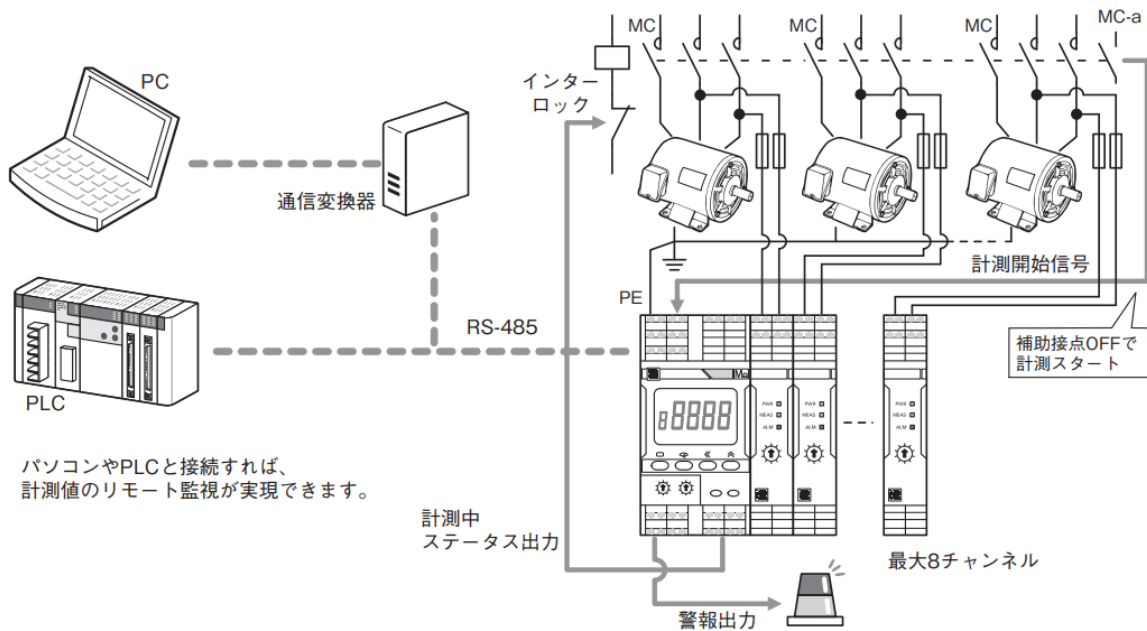 PC
通信変換器
PLC
RS-485
パソコンやPLCと接続すれば、
計測値のリモート監視が実現できます。
インター
ロック
MC
MC
MC
MC-a
計測開始信号
PE
補助接点OFFで
計測スタート
MΩ
8 8888
PWR
MEAS
ALM
PWR
MEAS
ALM
PWR
MEAS
ALM
計測中
ステータス出力
最大8チャンネル
警報出力